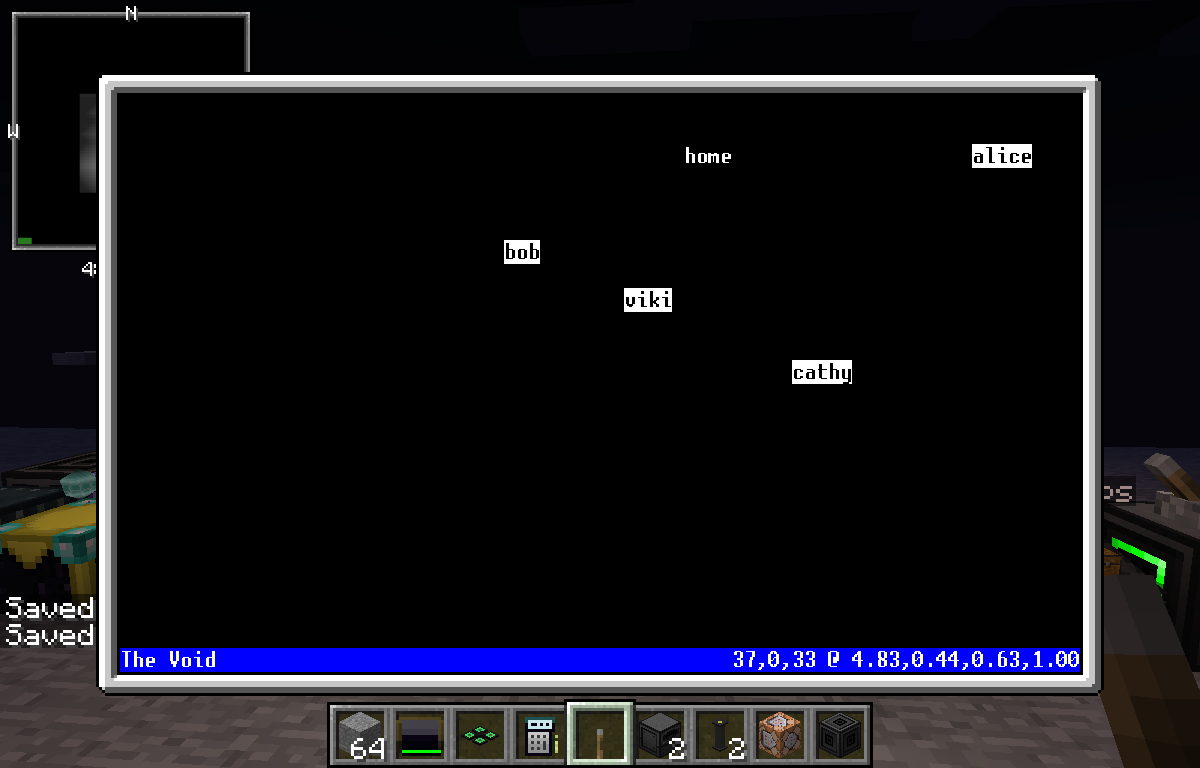 N
W
home alice
bob
viki
cathy
Saved
Saved
The Void 37,0,33 @ 4.83,0.44,0.63,1.00
64 2 2